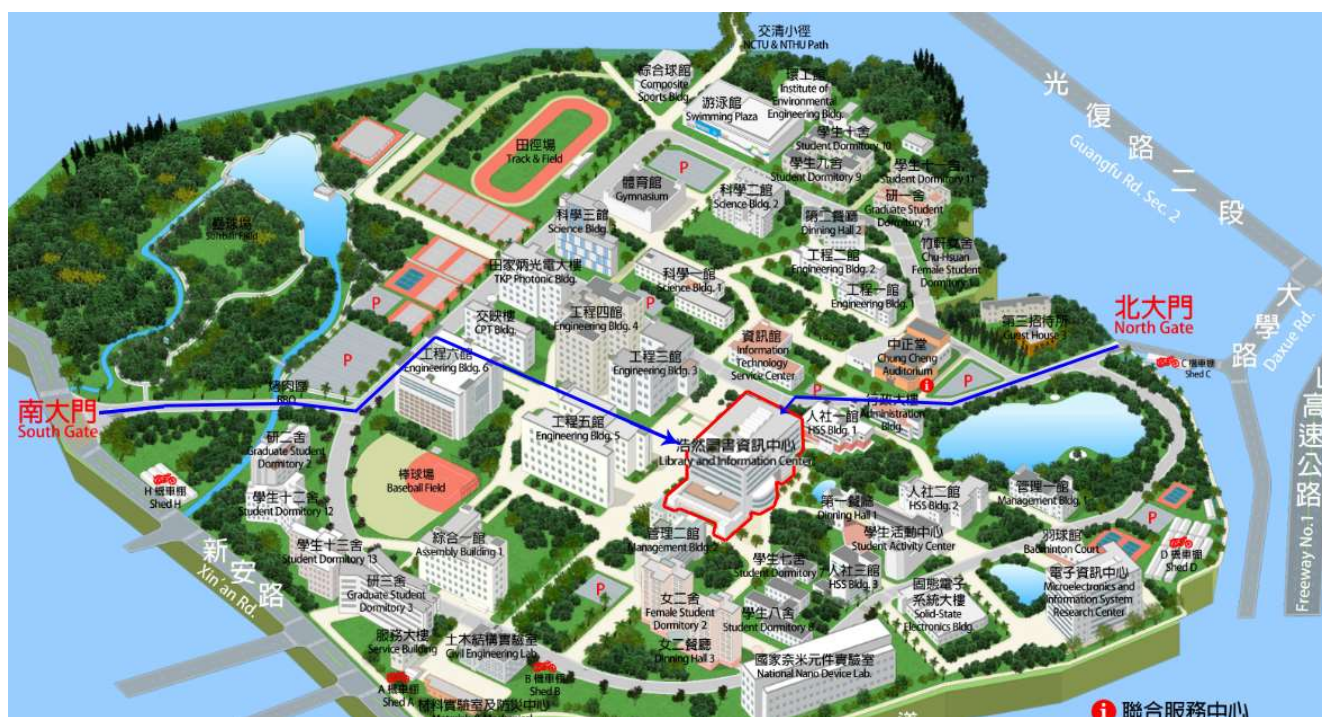 交清小徑
NCTU & NTHU Path
綜合球館
Composite
Sports Bldg.
環工館
Institute of
Environmental
Engineering Bldg.
游泳館
Swimming Plaza
光復路二段
Guangfu Rd. Sec. 2
田徑場
Track & Field
學生十舍
Student Dormitory 10
學生九舍
Student Dormitory 9
學生十一舍
Student Dormitory 11
體育館
Gymnasium
科學二館
Science Bldg. 2
研一舍
Graduate Student
Dormitory 1
第二餐廳
Dinning Hall 2
科學三館
Science Bldg. 3
壘球場
Softball Field
竹軒女舍
Chu-Hsuan
Female Student
Dormitory 1
工程二館
Engineering Bldg. 2
田家炳光電大樓
TKP Photonic Bldg.
科學一館
Science Bldg. 1
工程一館
Engineering Bldg. 1
P
P
P
P
P
P
P
P
北大門
North Gate
大學路
Daxue Rd.
交映樓
CPT Bldg.
工程四館
Engineering Bldg. 4
第三招待所
Guest House 3
資訊館
Information
Technology
Service Center
中正堂
Chung Cheng
Auditorium
C 機車棚
Shed C
工程六館
Engineering Bldg. 6
工程三館
Engineering Bldg. 3
山高速公路
Freeway No.1
烤肉區
BBQ
南大門
South Gate
行政大樓
Administration
Bldg.
人社一館
HSS Bldg. 1
工程五館
Engineering Bldg. 5
研二舍
Graduate Student
Dormitory 2
浩然圖書資訊中心
Library and Information Center
棒球場
Baseball Field
H 機車棚
Shed H
學生十二舍
Student Dormitory 12
第一餐廳
Dinning Hall 1
人社二館
HSS Bldg. 2
管理一館
Management Bldg. 1
管理二館
Management Bldg. 2
學生活動中心
Student Activity Center
羽球館
Badminton Court
D 機車棚
Shed D
新安路
Xin'an Rd.
學生十三舍
Student Dormitory 13
綜合一館
Assembly Building 1
學生七舍
Student Dormitory 7
人社三館
HSS Bldg. 3
電子資訊中心
Microelectronics and
Information System
Research Center
研三舍
Graduate Student
Dormitory 3
女二舍
Female Student
Dormitory 2
學生八舍
Student Dormitory 8
固態電子
系統大樓
Solid-State
Electronics Bldg.
服務大樓
Service Building
土木結構實驗室
Civil Engineering Lab.
女二餐廳
Dinning Hall 3
國家奈米元件實驗室
National Nano Device Lab.
A 機車棚
Shed A
B 機車棚
Shed B
材料實驗室及防災中心
i 聯合服務中心